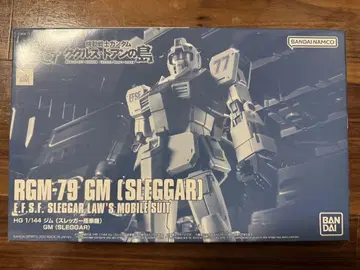 機動戦士ガンダム
ククルス・ドアンの島
BANDAI NAMCO
77
EFSF
RGM-79 GM [SLEGGAR]
E.F.S.F. SLEGGAR LAW'S MOBILE SUIT
HG 1/144 ジム（スレッガー搭乗機）
GM (SLEGGAR)
BAN
DAI